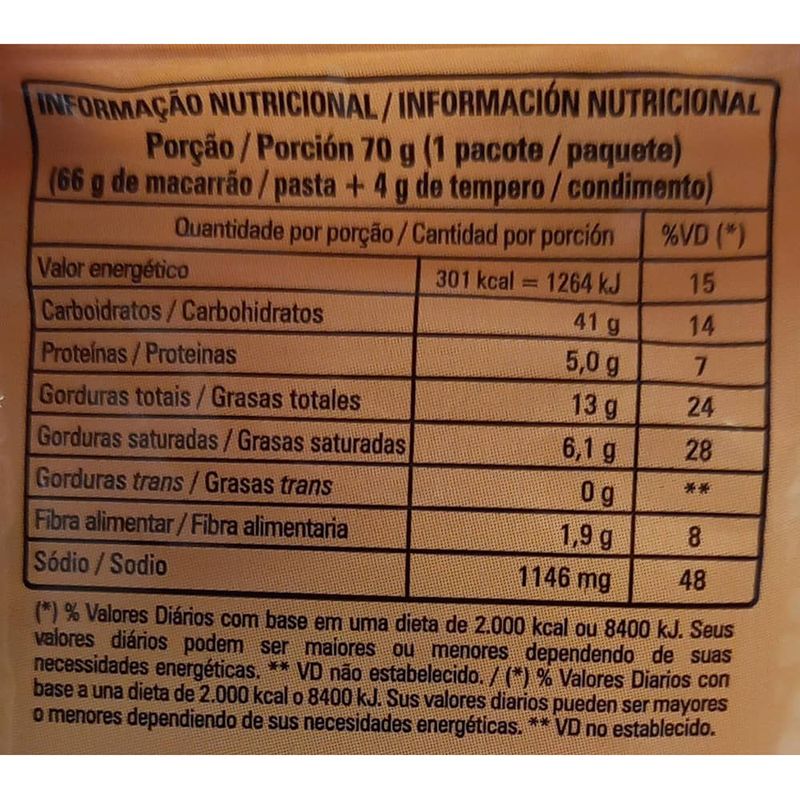 INFORMAÇÃO NUTRICIONAL / INFORMACIÓN NUTRICIONAL
Porção / Porción 70 g (1 pacote / paquete)
(66 g de macarrão / pasta + 4 g de tempero / condimento)
Quantidade por porção / Cantidad por porción %VD (*)
Valor energético 301 kcal = 1264 kJ 15
Carboidratos / Carbohidratos 41 g 14
Proteínas / Proteinas 5,0 g 7
Gorduras totais / Grasas totales 13 g 24
Gorduras saturadas / Grasas saturadas 6,1 g 28
Gorduras trans / Grasas trans 0 g **
Fibra alimentar / Fibra alimentaria 1,9 g 8
Sódio / Sodio 1146 mg 48
(*) % Valores Diários com base em uma dieta de 2.000 kcal ou 8400 kJ. Seus
valores diários podem ser maiores ou menores dependendo de suas
necessidades energéticas. ** VD não estabelecido. / (*) % Valores Diarios con
base a una dieta de 2.000 kcal o 8400 kJ. Sus valores diarios pueden ser mayores
o menores dependiendo de sus necesidades energéticas. ** VD no establecido.